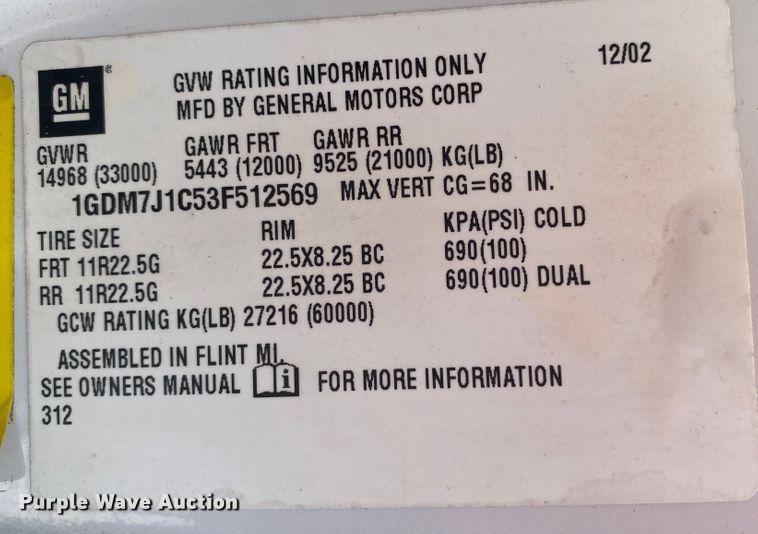 GM ®
GVW RATING INFORMATION ONLY 12/02
MFD BY GENERAL MOTORS CORP
GVWR GAWR FRT GAWR RR
14968 (33000) 5443 (12000) 9525 (21000) KG(LB)
1GDM7J1C53F512569 MAX VERT CG=68 IN.
TIRE SIZE RIM KPA(PSI) COLD
FRT 11R22.5G 22.5X8.25 BC 690(100)
RR 11R22.5G 22.5X8.25 BC 690(100) DUAL
GCW RATING KG(LB) 27216 (60000)
ASSEMBLED IN FLINT MI.
SEE OWNERS MANUAL i FOR MORE INFORMATION
312
Purple Wave Auction